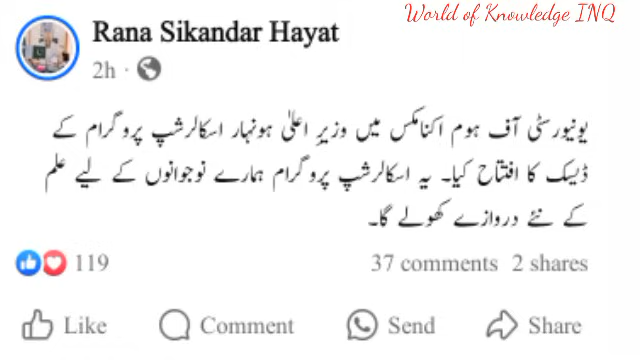 World of Knowledge INQ
Rana Sikandar Hayat
2h ·
یونیورسٹی آف ہوم اکنامکس میں وزیرِ اعلیٰ ہونہار اسکالرشپ پروگرام کے
ڈیسک کا افتتاح کیا۔ یہ اسکالرشپ پروگرام ہمارے نوجوانوں کے لیے علم
کے نئے دروازے کھولے گا۔
119 37 comments 2 shares
Like Comment Send Share